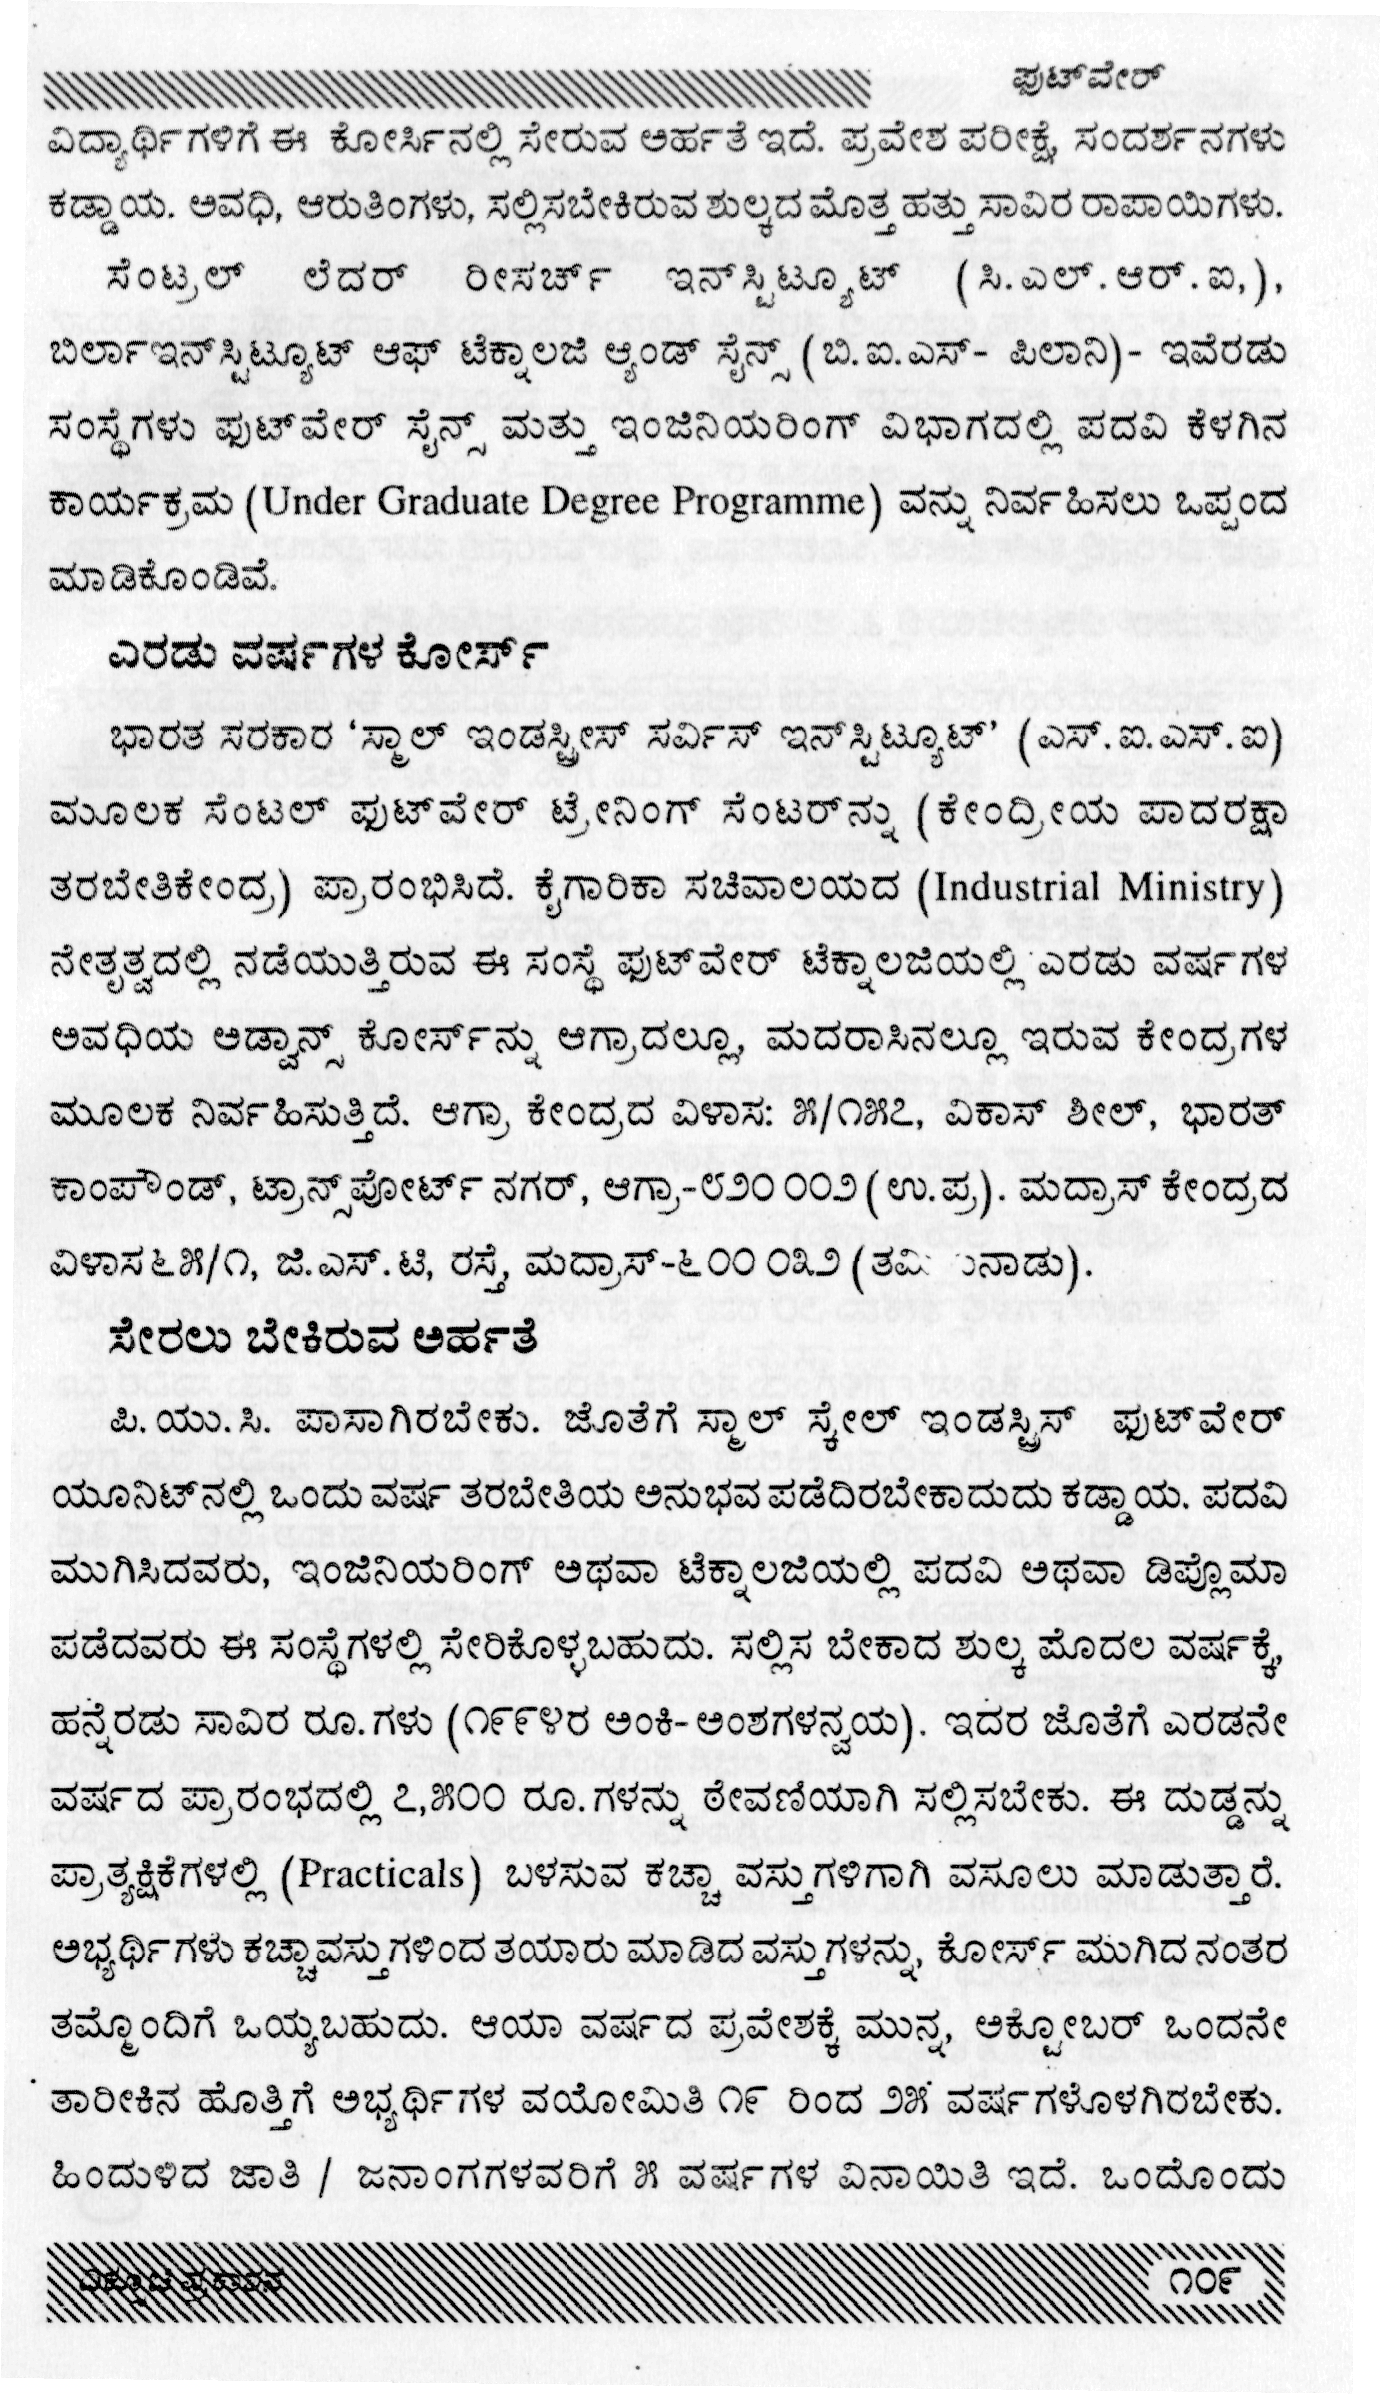 ಫುಟ್‌ವೇರ್
ವಿದ್ಯಾರ್ಥಿಗಳಿಗೆ ಈ ಕೋರ್ಸಿನಲ್ಲಿ ಸೇರುವ ಅರ್ಹತೆ ಇದೆ. ಪ್ರವೇಶ ಪರೀಕ್ಷೆ, ಸಂದರ್ಶನಗಳು
ಕಡ್ಡಾಯ. ಅವಧಿ, ಆರುತಿಂಗಳು, ಸಲ್ಲಿಸಬೇಕಿರುವ ಶುಲ್ಕದ ಮೊತ್ತ ಹತ್ತು ಸಾವಿರ ರಾಪಾಯಿಗಳು.
ಸೆಂಟ್ರಲ್ ಲೆದರ್ ರೀಸರ್ಚ್ ಇನ್‌ಸ್ಟಿಟ್ಯೂಟ್ (ಸಿ.ಎಲ್.ಆರ್.ಐ,),
ಬಿರ್ಲಾಇನ್‌ಸ್ಟಿಟ್ಯೂಟ್ ಆಫ್ ಟೆಕ್ನಾಲಜಿ ಆ್ಯಂಡ್ ಸೈನ್ಸ್ (ಬಿ.ಐ.ಎಸ್- ಪಿಲಾನಿ)- ಇವೆರಡು
ಸಂಸ್ಥೆಗಳು ಫುಟ್‌ವೇರ್ ಸೈನ್ಸ್ ಮತ್ತು ಇಂಜಿನಿಯರಿಂಗ್ ವಿಭಾಗದಲ್ಲಿ ಪದವಿ ಕೆಳಗಿನ
ಕಾರ್ಯಕ್ರಮ (Under Graduate Degree Programme) ವನ್ನು ನಿರ್ವಹಿಸಲು ಒಪ್ಪಂದ
ಮಾಡಿಕೊಂಡಿವೆ.
ಎರಡು ವರ್ಷಗಳ ಕೋರ್ಸ್
ಭಾರತ ಸರಕಾರ ‘ಸ್ಮಾಲ್ ಇಂಡಸ್ಟ್ರೀಸ್ ಸರ್ವಿಸ್ ಇನ್‌ಸ್ಟಿಟ್ಯೂಟ್’ (ಎಸ್.ಐ.ಎಸ್.ಐ)
ಮೂಲಕ ಸೆಂಟಲ್ ಫುಟ್‌ವೇರ್ ಟ್ರೇನಿಂಗ್ ಸೆಂಟರ್‌ನ್ನು (ಕೇಂದ್ರೀಯ ಪಾದರಕ್ಷಾ
ತರಬೇತಿಕೇಂದ್ರ) ಪ್ರಾರಂಭಿಸಿದೆ. ಕೈಗಾರಿಕಾ ಸಚಿವಾಲಯದ (Industrial Ministry)
ನೇತೃತ್ವದಲ್ಲಿ ನಡೆಯುತ್ತಿರುವ ಈ ಸಂಸ್ಥೆ ಫುಟ್‌ವೇರ್ ಟೆಕ್ನಾಲಜಿಯಲ್ಲಿ ಎರಡು ವರ್ಷಗಳ
ಅವಧಿಯ ಅಡ್ವಾನ್ಸ್ ಕೋರ್ಸ್‌ನ್ನು ಆಗ್ರಾದಲ್ಲೂ, ಮದರಾಸಿನಲ್ಲೂ ಇರುವ ಕೇಂದ್ರಗಳ
ಮೂಲಕ ನಿರ್ವಹಿಸುತ್ತಿದೆ. ಆಗ್ರಾ ಕೇಂದ್ರದ ವಿಳಾಸ: ೫/೧೫೭, ವಿಕಾಸ್ ಶೀಲ್, ಭಾರತ್
ಕಾಂಪೌಂಡ್, ಟ್ರಾನ್ಸ್‌ಪೋರ್ಟ್ ನಗರ್, ಆಗ್ರಾ-೮೨೦ ೦೦೨ (ಉ.ಪ್ರ). ಮದ್ರಾಸ್ ಕೇಂದ್ರದ
ವಿಳಾಸ ೬೫/೧, ಜಿ.ಎಸ್.ಟಿ, ರಸ್ತೆ, ಮದ್ರಾಸ್-೬೦೦ ೦೩೨
ಸೇರಲು ಬೇಕಿರುವ ಅರ್ಹತೆ
ಪಿ.ಯು.ಸಿ. ಪಾಸಾಗಿರಬೇಕು. ಜೊತೆಗೆ ಸ್ಮಾಲ್ ಸ್ಕೇಲ್ ಇಂಡಸ್ಟ್ರಿಸ್ ಫುಟ್‌ವೇರ್
ಯೂನಿಟ್‌ನಲ್ಲಿ ಒಂದು ವರ್ಷ ತರಬೇತಿಯ ಅನುಭವ ಪಡೆದಿರಬೇಕಾದುದು ಕಡ್ಡಾಯ. ಪದವಿ
ಮುಗಿಸಿದವರು, ಇಂಜಿನಿಯರಿಂಗ್ ಅಥವಾ ಟೆಕ್ನಾಲಜಿಯಲ್ಲಿ ಪದವಿ ಅಥವಾ ಡಿಪ್ಲೊಮಾ
ಪಡೆದವರು ಈ ಸಂಸ್ಥೆಗಳಲ್ಲಿ ಸೇರಿಕೊಳ್ಳಬಹುದು. ಸಲ್ಲಿಸ ಬೇಕಾದ ಶುಲ್ಕ ಮೊದಲ ವರ್ಷಕ್ಕೆ,
ಹನ್ನೆರಡು ಸಾವಿರ ರೂ.ಗಳು (೧೯೯೪ರ ಅಂಕಿ-ಅಂಶಗಳನ್ವಯ). ಇದರ ಜೊತೆಗೆ ಎರಡನೇ
ವರ್ಷದ ಪ್ರಾರಂಭದಲ್ಲಿ ೭,೫೦೦ ರೂ.ಗಳನ್ನು ಠೇವಣಿಯಾಗಿ ಸಲ್ಲಿಸಬೇಕು. ಈ ದುಡ್ಡನ್ನು
ಪ್ರಾತ್ಯಕ್ಷಿಕೆಗಳಲ್ಲಿ (Practicals) ಬಳಸುವ ಕಚ್ಚಾ ವಸ್ತುಗಳಿಗಾಗಿ ವಸೂಲು ಮಾಡುತ್ತಾರೆ.
ಅಭ್ಯರ್ಥಿಗಳು ಕಚ್ಚಾವಸ್ತುಗಳಿಂದ ತಯಾರು ಮಾಡಿದ ವಸ್ತುಗಳನ್ನು, ಕೋರ್ಸ್ ಮುಗಿದ ನಂತರ
ತಮ್ಮೊಂದಿಗೆ ಒಯ್ಯಬಹುದು. ಆಯಾ ವರ್ಷದ ಪ್ರವೇಶಕ್ಕೆ ಮುನ್ನ, ಅಕ್ಟೋಬರ್ ಒಂದನೇ
ತಾರೀಕಿನ ಹೊತ್ತಿಗೆ ಅಭ್ಯರ್ಥಿಗಳ ವಯೋಮಿತಿ ೧೯ ರಿಂದ ೨೫ ವರ್ಷಗಳೊಳಗಿರಬೇಕು.
ಹಿಂದುಳಿದ ಜಾತಿ / ಜನಾಂಗಗಳವರಿಗೆ ೫ ವರ್ಷಗಳ ವಿನಾಯಿತಿ ಇದೆ. ಒಂದೊಂದು
ಪ್ರಕಾಶನ
೧೦೯